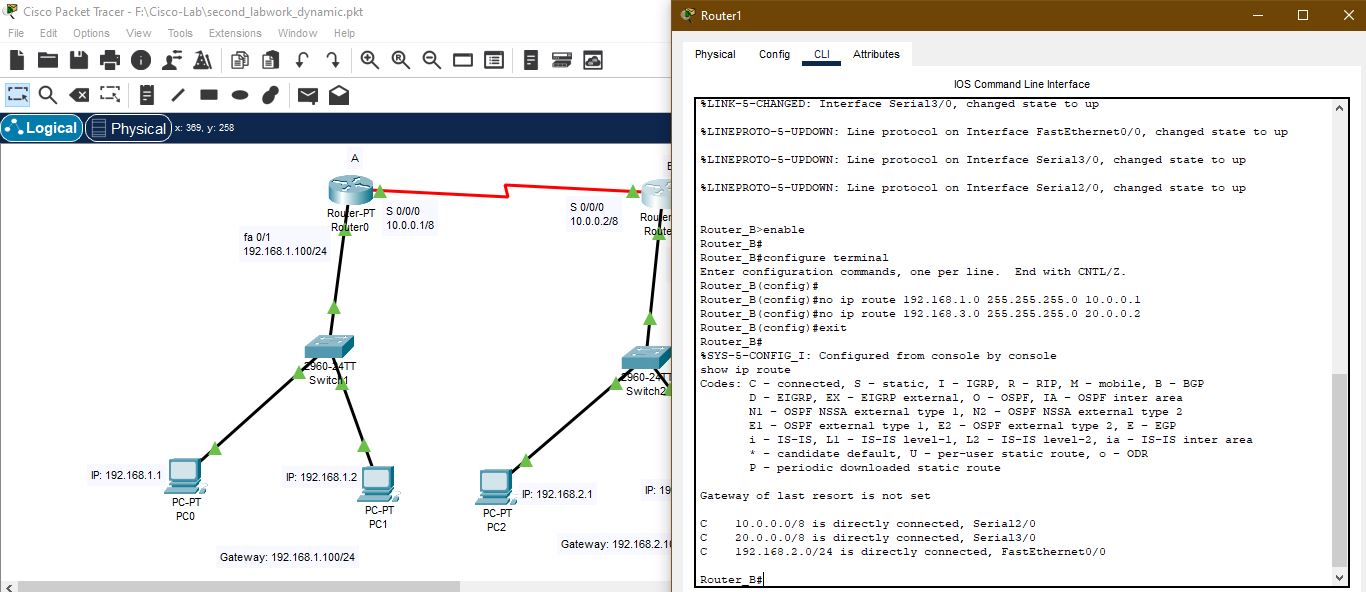 Cisco Packet Tracer - F:\Cisco-Lab\second_labwork_dynamic.pkt
File Edit Options View Tools Extensions Window Help
Logical Physical x: 369, y: 258
A
Router-PT
Router0
S 0/0/0
10.0.0.1/8
S 0/0/0
10.0.0.2/8
fa 0/1
192.168.1.100/24
2960-24TT
Switch1
Switch2
IP: 192.168.1.1
PC-PT
PC0
IP: 192.168.1.2
PC-PT
PC1
IP: 192.168.2.1
PC-PT
PC2
Gateway: 192.168.1.100/24
Router1
Physical Config CLI Attributes
IOS Command Line Interface
%LINK-5-CHANGED: Interface Serial3/0, changed state to up
%LINEPROTO-5-UPDOWN: Line protocol on Interface FastEthernet0/0, changed state to up
%LINEPROTO-5-UPDOWN: Line protocol on Interface Serial3/0, changed state to up
%LINEPROTO-5-UPDOWN: Line protocol on Interface Serial2/0, changed state to up
Router_B>enable
Router_B#
Router_B#configure terminal
Enter configuration commands, one per line.  End with CNTL/Z.
Router_B(config)#
Router_B(config)#no ip route 192.168.1.0 255.255.255.0 10.0.0.1
Router_B(config)#no ip route 192.168.3.0 255.255.255.0 20.0.0.2
Router_B(config)#exit
Router_B#
%SYS-5-CONFIG_I: Configured from console by console
show ip route
Codes: C - connected, S - static, I - IGRP, R - RIP, M - mobile, B - BGP
D - EIGRP, EX - EIGRP external, O - OSPF, IA - OSPF inter area
N1 - OSPF NSSA external type 1, N2 - OSPF NSSA external type 2
E1 - OSPF external type 1, E2 - OSPF external type 2, E - EGP
i - IS-IS, L1 - IS-IS level-1, L2 - IS-IS level-2, ia - IS-IS inter area
* - candidate default, U - per-user static route, o - ODR
P - periodic downloaded static route
Gateway of last resort is not set
C    10.0.0.0/8 is directly connected, Serial2/0
C    20.0.0.0/8 is directly connected, Serial3/0
C    192.168.2.0/24 is directly connected, FastEthernet0/0
Router_B#